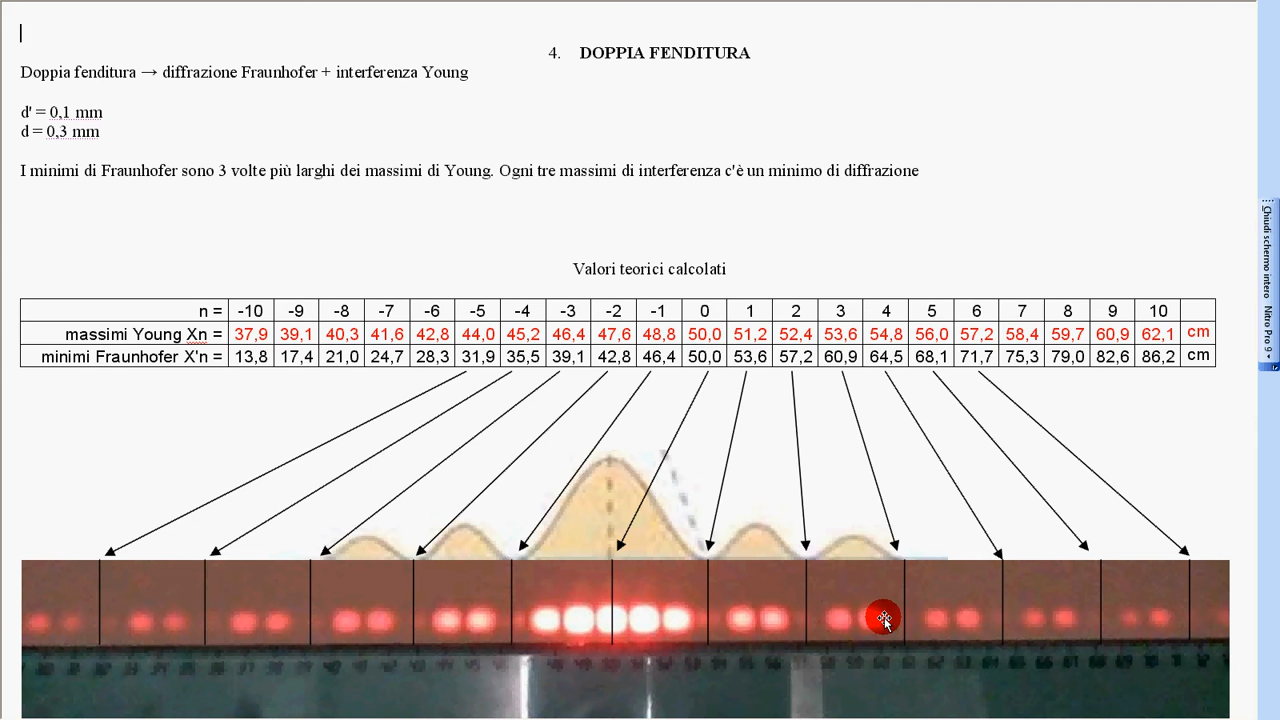 4. DOPPIA FENDITURA
Doppia fenditura → diffrazione Fraunhofer + interferenza Young
d' = 0,1 mm
d = 0,3 mm
I minimi di Fraunhofer sono 3 volte più larghi dei massimi di Young. Ogni tre massimi di interferenza c'è un minimo di diffrazione
Valori teorici calcolati
n = -10 -9 -8 -7 -6 -5 -4 -3 -2 -1 0 1 2 3 4 5 6 7 8 9 10
massimi Young Xn = 37,9 39,1 40,3 41,6 42,8 44,0 45,2 46,4 47,6 48,8 50,0 51,2 52,4 53,6 54,8 56,0 57,2 58,4 59,7 60,9 62,1 cm
minimi Fraunhofer X'n = 13,8 17,4 21,0 24,7 28,3 31,9 35,5 39,1 42,8 46,4 50,0 53,6 57,2 60,9 64,5 68,1 71,7 75,3 79,0 82,6 86,2 cm
Chiudi schermo intero
Nitro Pro 9